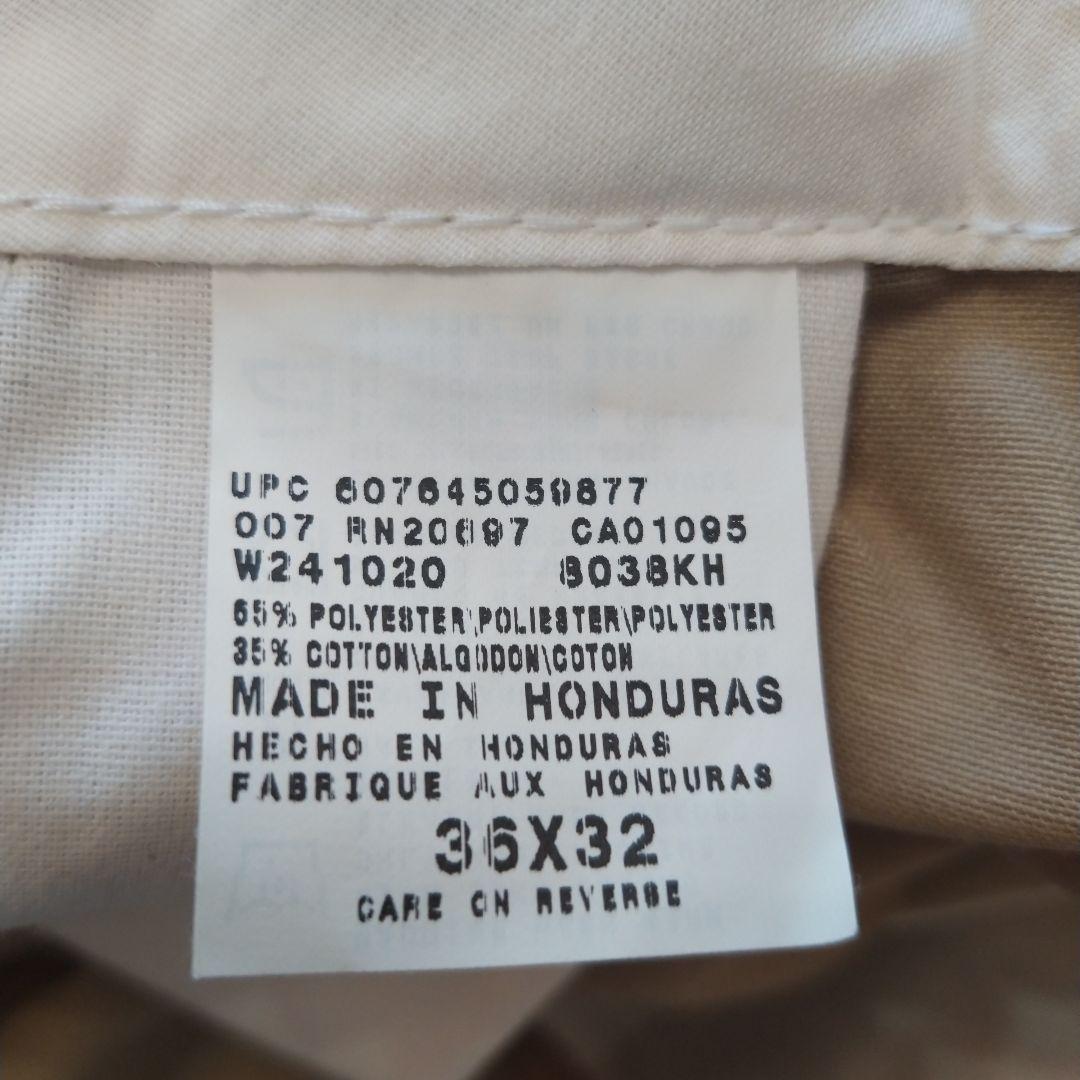 UPC 607645059877
007 RN20697 CA01095
W241020 8038KH
65% POLYESTER\POLIESTER\POLYESTER
35% COTTON\ALGODON\COTON
MADE IN HONDURAS
HECHO EN HONDURAS
FABRIQUE AUX HONDURAS
36X32
CARE ON REVERSE